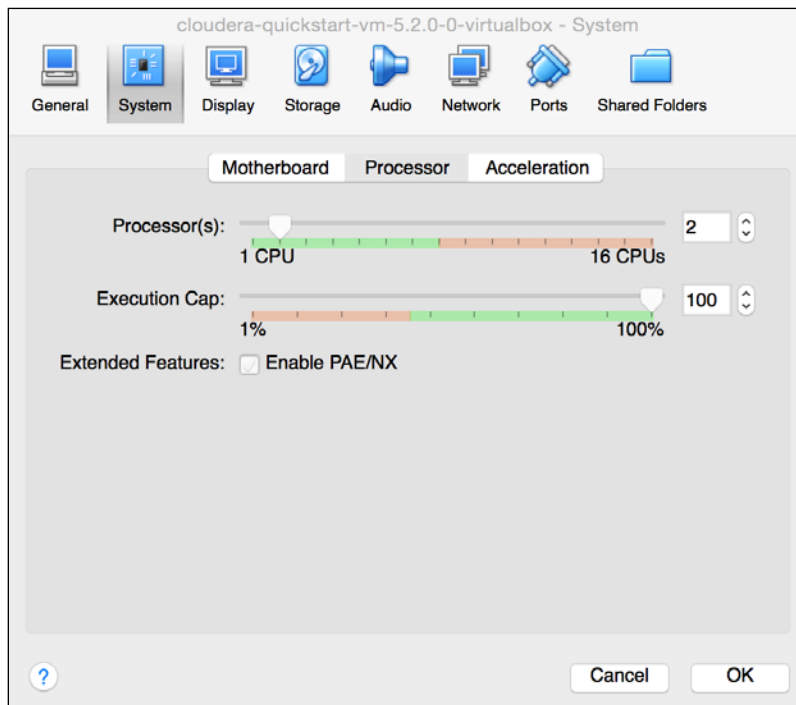 cloudera-quickstart-vm-5.2.0-0-virtualbox - System
General System Display Storage Audio Network Ports Shared Folders
Motherboard Processor Acceleration
Processor(s): 2
1 CPU 16 CPUs
Execution Cap: 100
1% 100%
Extended Features: Enable PAE/NX
? Cancel OK